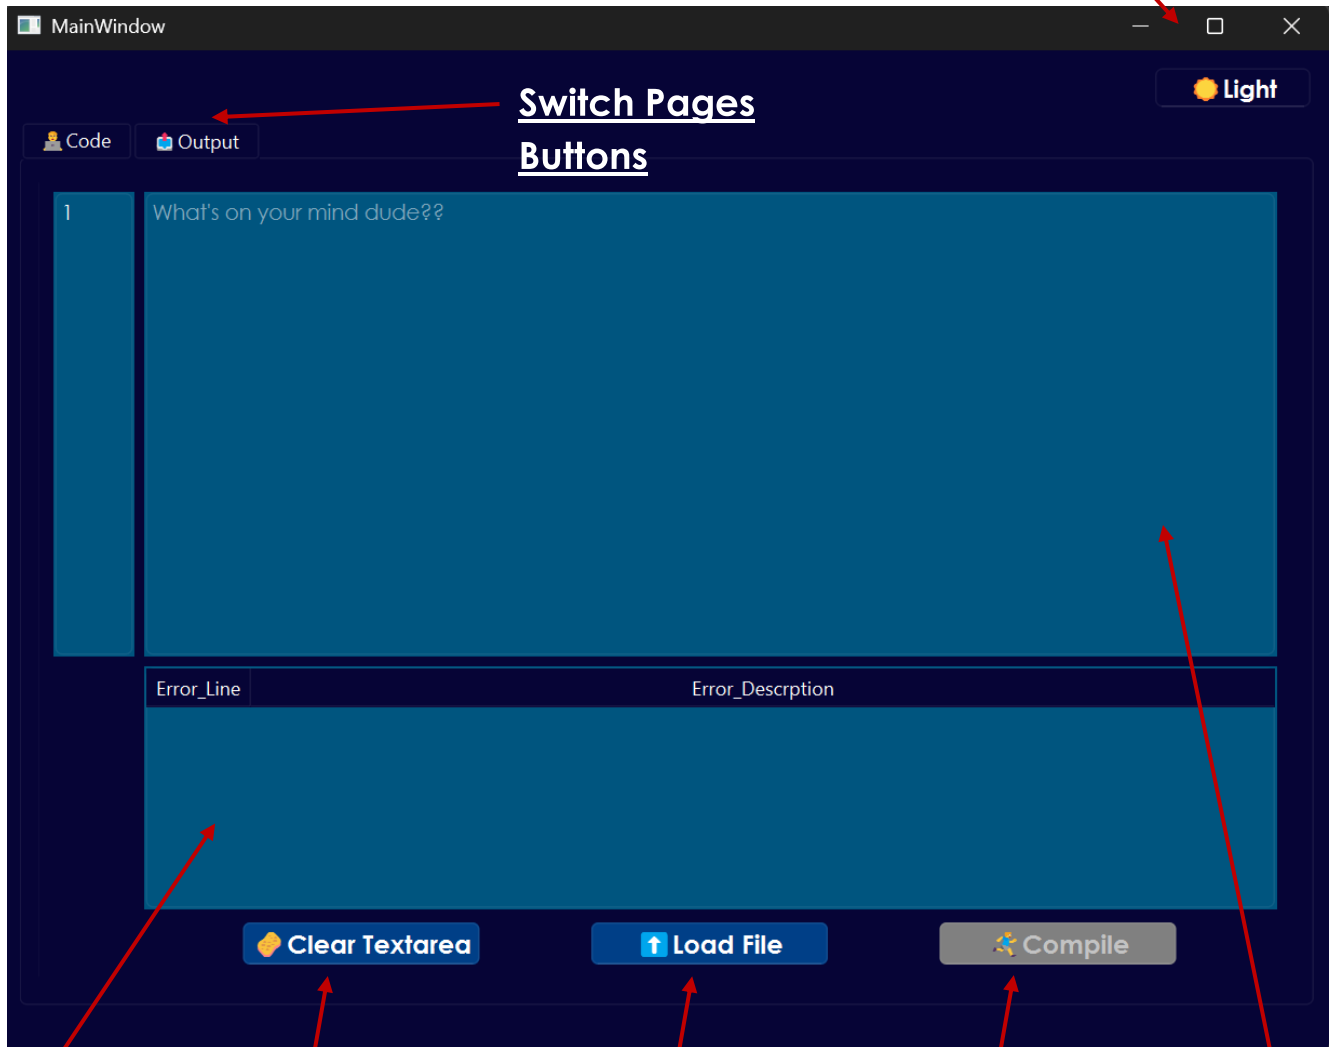 MainWindow
Light
Switch Pages
Buttons
Code Output
1 What's on your mind dude??
Error_Line Error_Descrption
Clear Textarea Load File Compile